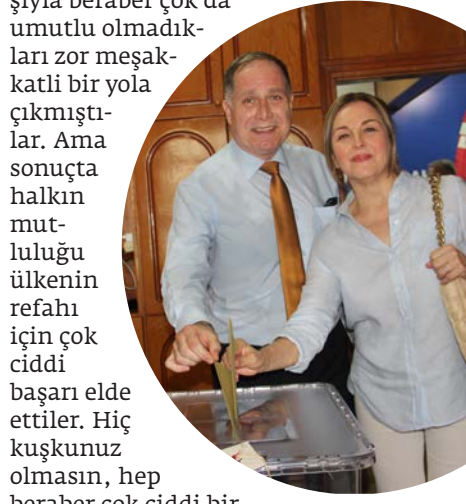 şıyla beraber çok da
umutlu olmadık-
ları zor meşak-
katli bir yola
çıkmıştı-
lar. Ama
sonuçta
halkın
mut-
luluğu
ülkenin
refahı
için çok
ciddi
başarı elde
ettiler. Hiç
kuşkunuz
olmasın, hep
beraber çok ciddi bir